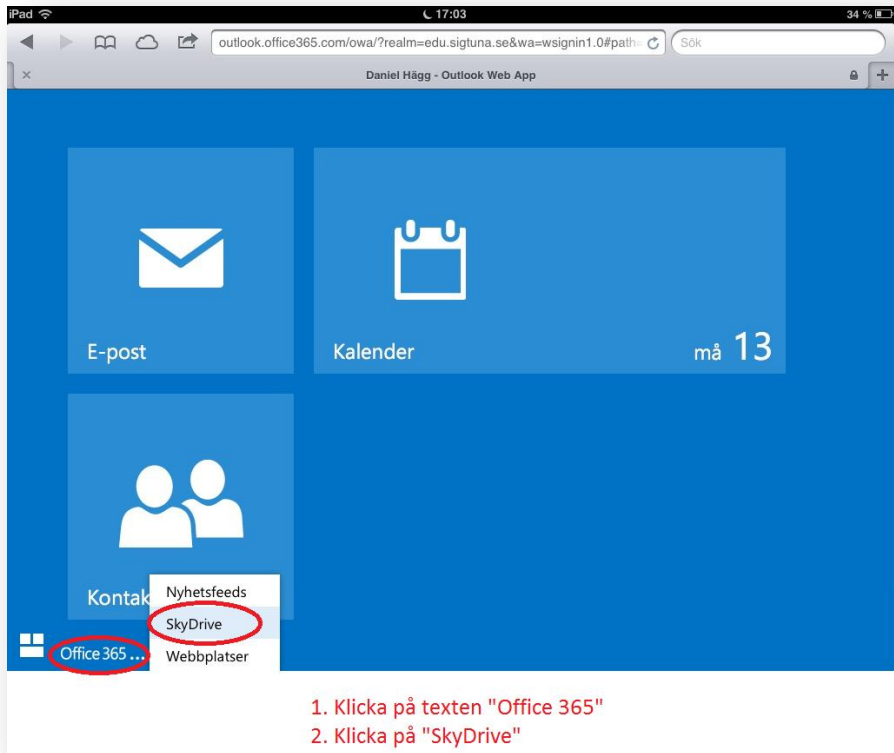 iPad 17:03 34 %
outlook.office365.com/owa/?realm=edu.sigtuna.se&wa=wsignin1.0#path= Sök
Daniel Hägg - Outlook Web App
E-post
Kalender
må 13
Kontak
Nyhetsfeeds
SkyDrive
Office 365 ...
Webbplatser
1. Klicka på texten "Office 365"
2. Klicka på "SkyDrive"